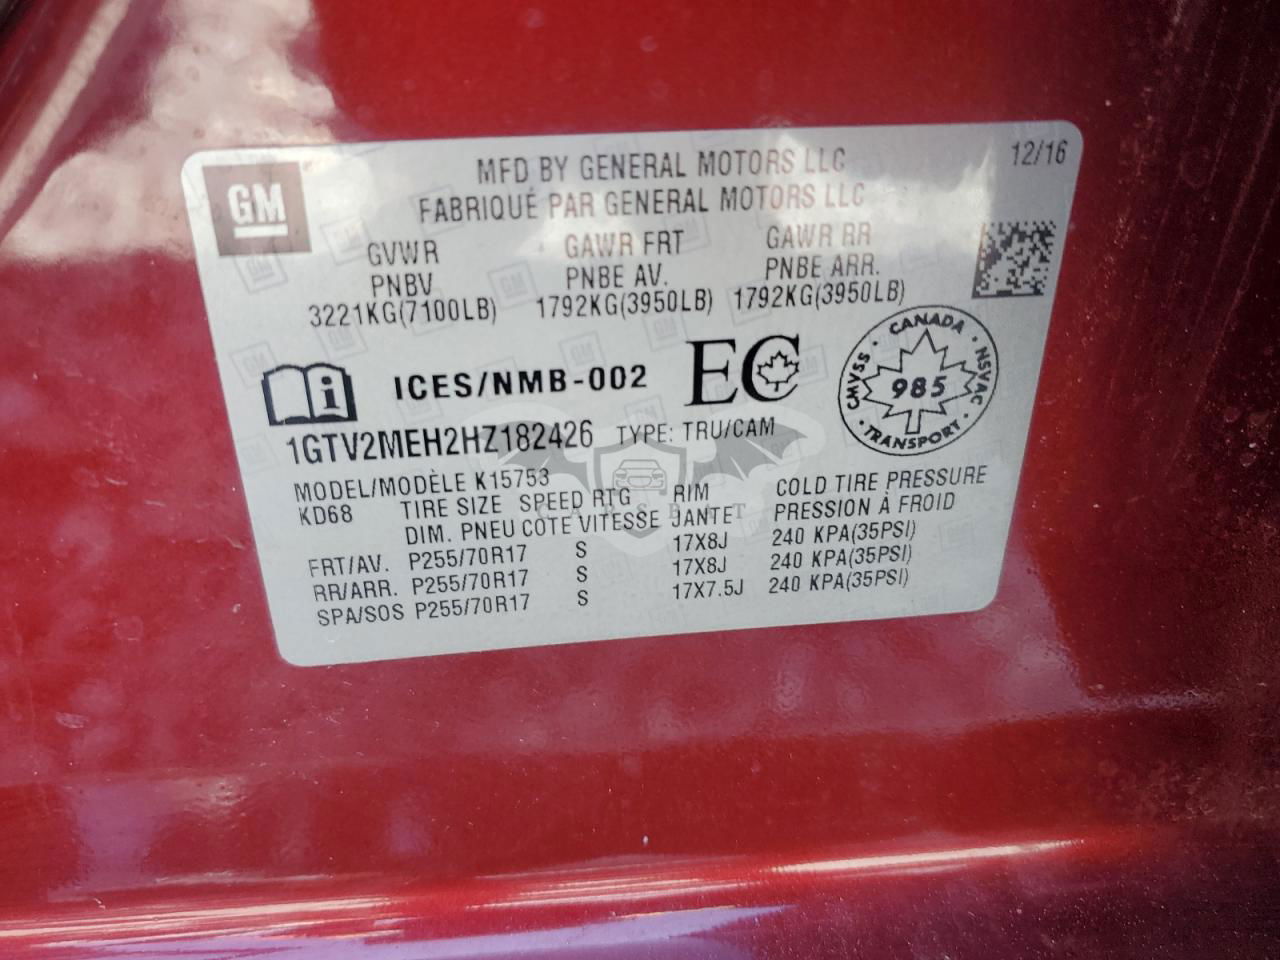 GM
MFD BY GENERAL MOTORS LLC
12/16
FABRIQUÉ PAR GENERAL MOTORS LLC
GVWR GAWR FRT GAWR RR
PNBV PNBE AV. PNBE ARR.
3221KG(7100LB) 1792KG(3950LB) 1792KG(3950LB)
ICES/NMB-002 EC
CANADA
CMVSS 985 NSVAC
TRANSPORT
1GTV2MEH2HZ182426 TYPE: TRU/CAM
MODEL/MODÈLE K15753
KD68 TIRE SIZE SPEED RTG RIM COLD TIRE PRESSURE
DIM. PNEU COTE VITESSE JANTE PRESSION À FROID
FRT/AV. P255/70R17 S 17X8J 240 KPA(35PSI)
RR/ARR. P255/70R17 S 17X8J 240 KPA(35PSI)
SPA/SOS P255/70R17 S 17X7.5J 240 KPA(35PSI)
CARSBAT